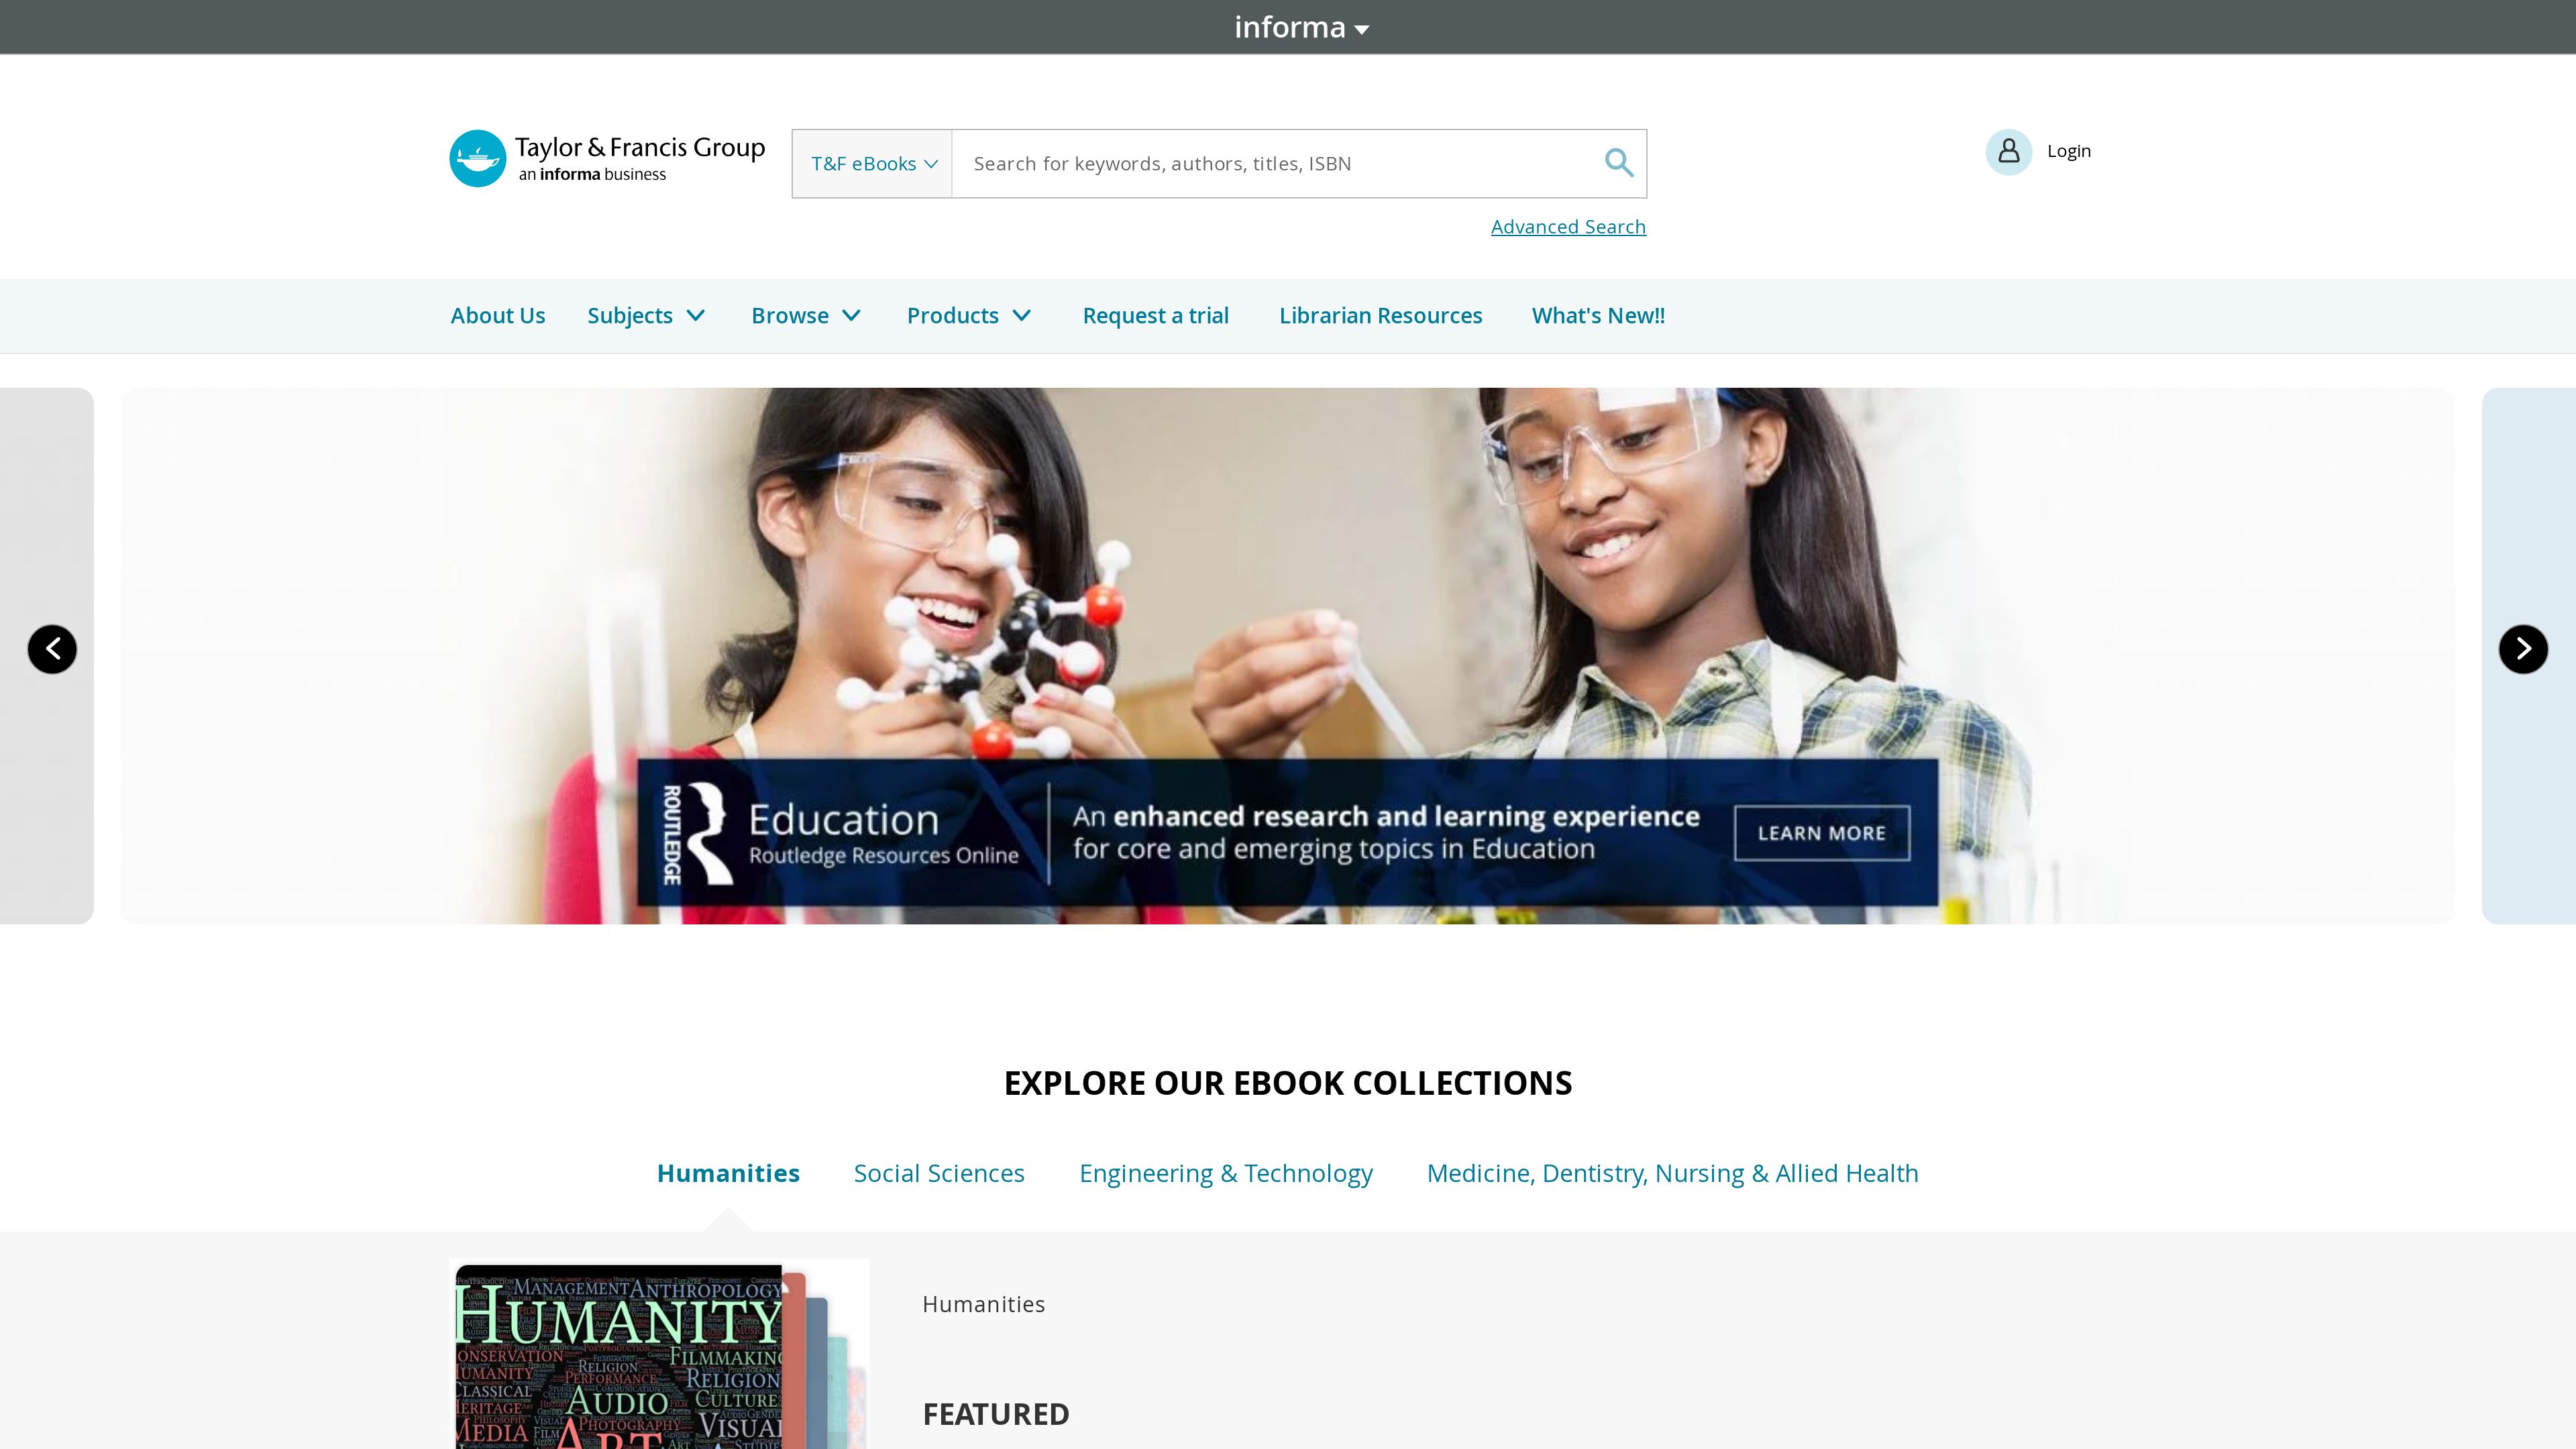 informa
Taylor & Francis Group
an informa business
T&F eBooks
Search for keywords, authors, titles, ISBN
Login
Advanced Search
About Us
Subjects
Browse
Products
Request a trial
Librarian Resources
What's New!!
ROUTLEDGE
Education
Routledge Resources Online
An enhanced research and learning experience
for core and emerging topics in Education
LEARN MORE
EXPLORE OUR EBOOK COLLECTIONS
Humanities
Social Sciences
Engineering & Technology
Medicine, Dentistry, Nursing & Allied Health
MANAGEMENT ANTHROPOLOGY
HUMANITY
FILMMAKING
RELIGION
PERFORMANCE
RELIGION
CLASSICAL
AUDIO
CULTURE
PHILOSOPHY
PHOTOGRAPHY
VISUAL
MEDIA
FILM
ART
Humanities
FEATURED